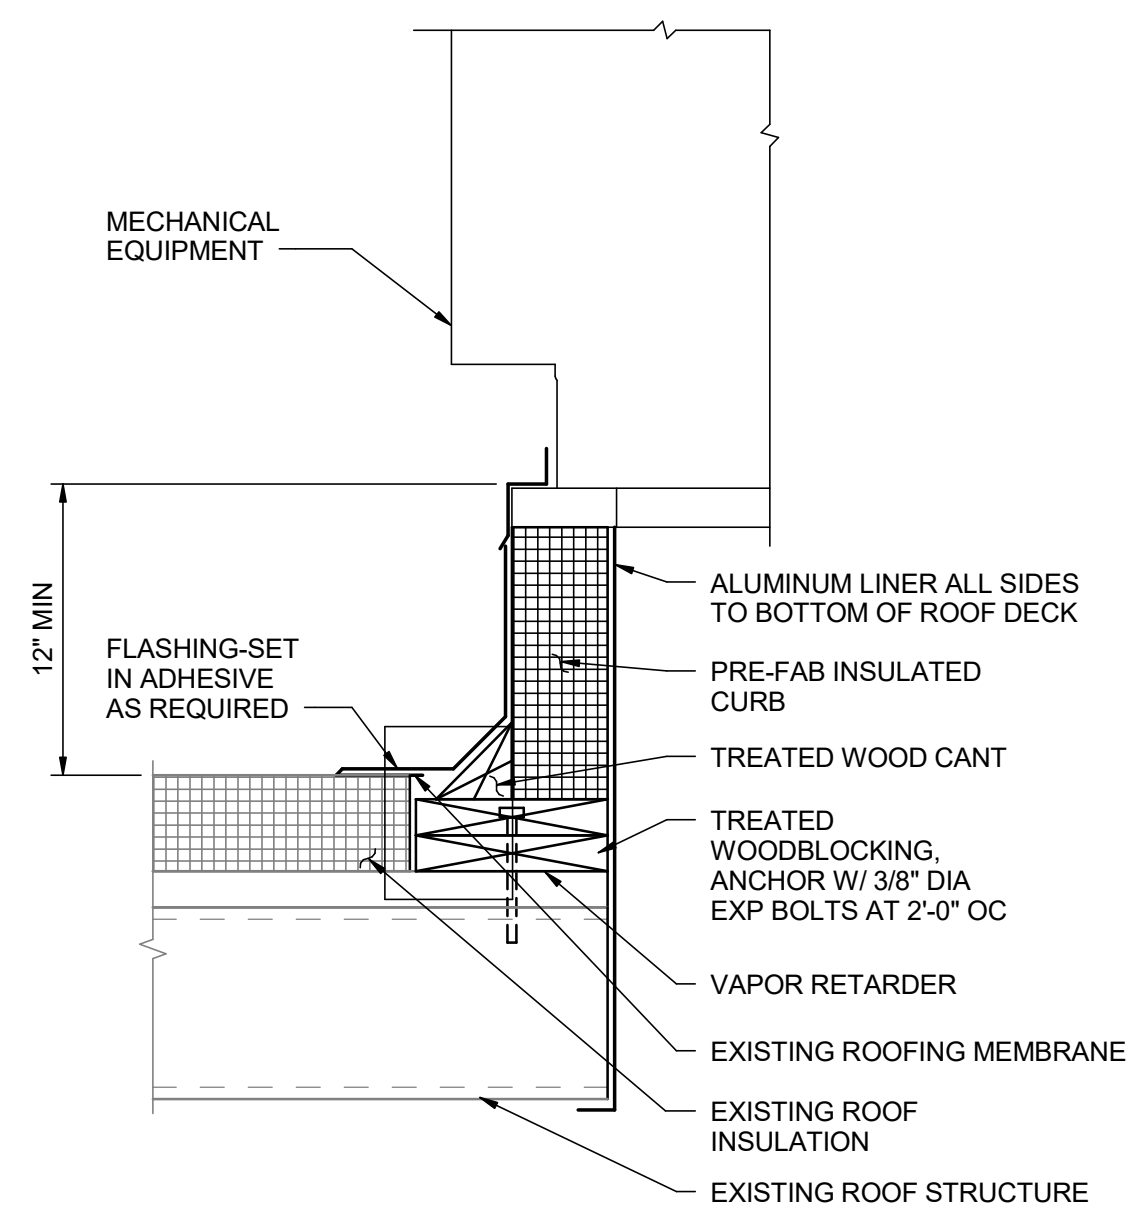 MECHANICAL
EQUIPMENT
12" MIN
FLASHING-SET
IN ADHESIVE
AS REQUIRED
ALUMINUM LINER ALL SIDES
TO BOTTOM OF ROOF DECK
PRE-FAB INSULATED
CURB
TREATED WOOD CANT
TREATED
WOODBLOCKING,
ANCHOR W/ 3/8" DIA
EXP BOLTS AT 2'-0" OC
VAPOR RETARDER
EXISTING ROOFING MEMBRANE
EXISTING ROOF
INSULATION
EXISTING ROOF STRUCTURE